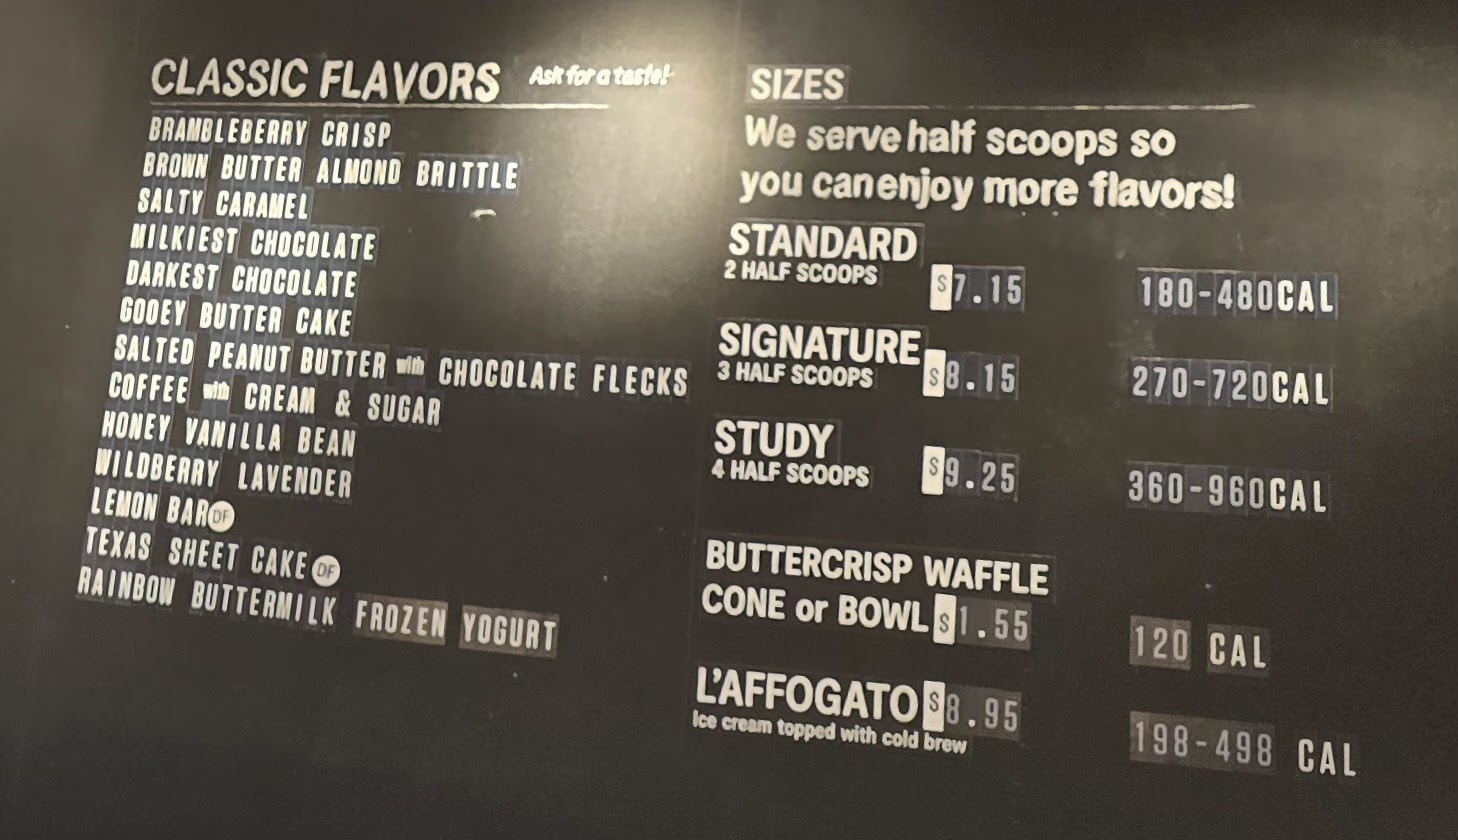 CLASSIC FLAVORS Ask for a taste!
BRAMBLEBERRY CRISP
BROWN BUTTER ALMOND BRITTLE
SALTY CARAMEL
MILKIEST CHOCOLATE
DARKEST CHOCOLATE
GOOEY BUTTER CAKE
SALTED PEANUT BUTTER with CHOCOLATE FLECKS
COFFEE with CREAM & SUGAR
HONEY VANILLA BEAN
WILDBERRY LAVENDER
LEMON BAR DF
TEXAS SHEET CAKE DF
RAINBOW BUTTERMILK FROZEN YOGURT
SIZES
We serve half scoops so
you can enjoy more flavors!
STANDARD
2 HALF SCOOPS $7.15 180-480CAL
SIGNATURE
3 HALF SCOOPS $8.15 270-720CAL
STUDY
4 HALF SCOOPS $9.25 360-960CAL
BUTTERCRISP WAFFLE
CONE or BOWL $1.55 120 CAL
L'AFFOGATO $8.95 198-498 CAL
Ice cream topped with cold brew